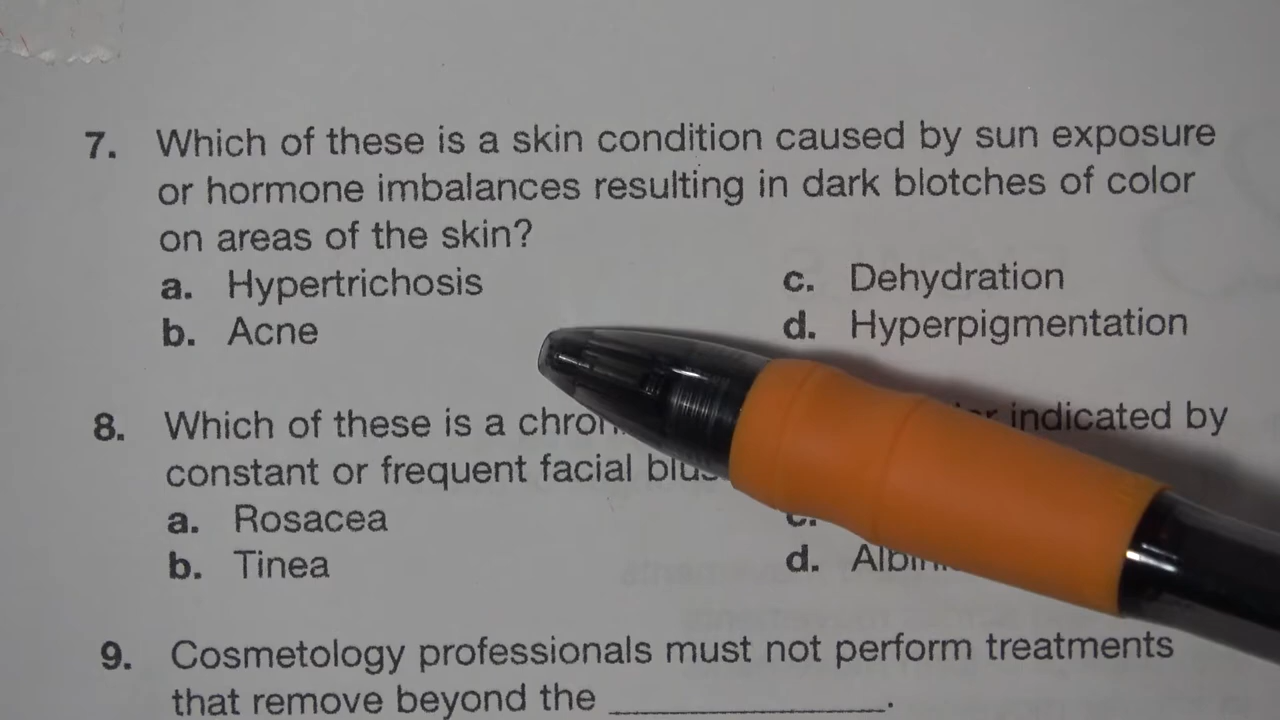 7. Which of these is a skin condition caused by sun exposure
or hormone imbalances resulting in dark blotches of color
on areas of the skin?
a. Hypertrichosis
b. Acne
c. Dehydration
d. Hyperpigmentation
8. Which of these is a indicated by
constant or frequent facial
a. Rosacea
b. Tinea
c.
d.
9. Cosmetology professionals must not perform treatments
that remove beyond the ______________.